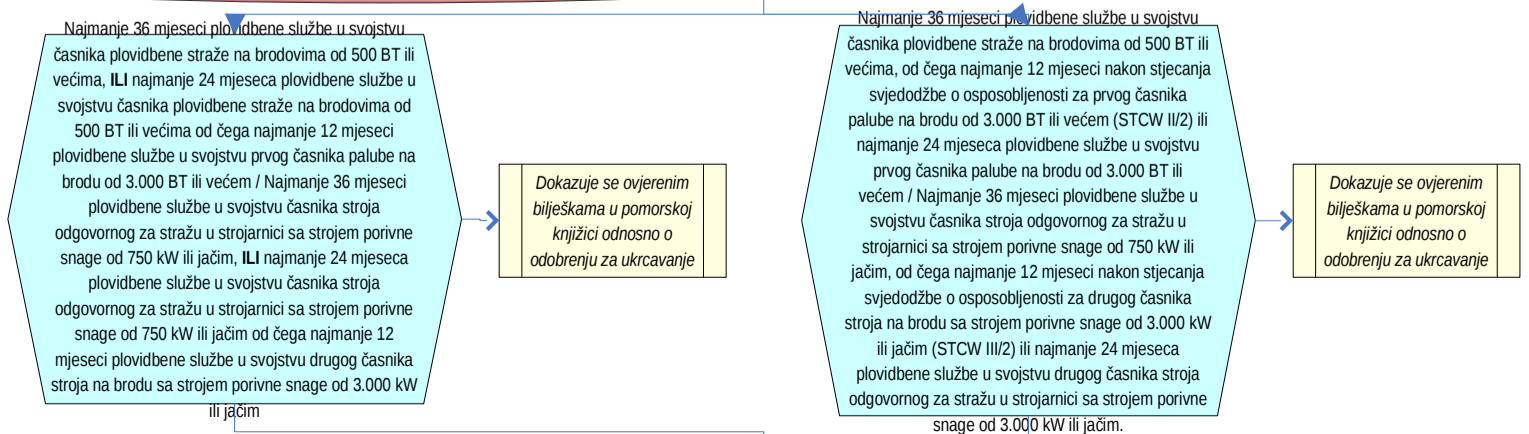 Najmanje 36 mjeseci plovidbene službe u svojstvu
časnika plovidbene straže na brodovima od 500 BT ili
većima, ILI najmanje 24 mjeseca plovidbene službe u
svojstvu časnika plovidbene straže na brodovima od
500 BT ili većima od čega najmanje 12 mjeseci
plovidbene službe u svojstvu prvog časnika palube na
brodu od 3.000 BT ili većem / Najmanje 36 mjeseci
plovidbene službe u svojstvu časnika stroja
odgovornog za stražu u strojarnici sa strojem porivne
snage od 750 kW ili jačim, ILI najmanje 24 mjeseca
plovidbene službe u svojstvu časnika stroja
odgovornog za stražu u strojarnici sa strojem porivne
snage od 750 kW ili jačim od čega najmanje 12
mjeseci plovidbene službe u svojstvu drugog časnika
stroja na brodu sa strojem porivne snage od 3.000 kW
ili jačim
Dokazuje se ovjerenim
bilješkama u pomorskoj
knjižici odnosno o
odobrenju za ukrcavanje
Najmanje 36 mjeseci plovidbene službe u svojstvu
časnika plovidbene straže na brodovima od 500 BT ili
većima, od čega najmanje 12 mjeseci nakon stjecanja
svjedodžbe o osposobljenosti za prvog časnika
palube na brodu od 3.000 BT ili većem (STCW II/2) ili
najmanje 24 mjeseca plovidbene službe u svojstvu
prvog časnika palube na brodu od 3.000 BT ili
većem / Najmanje 36 mjeseci plovidbene službe u
svojstvu časnika stroja odgovornog za stražu u
strojarnici sa strojem porivne snage od 750 kW ili
jačim, od čega najmanje 12 mjeseci nakon stjecanja
svjedodžbe o osposobljenosti za drugog časnika
stroja na brodu sa strojem porivne snage od 3.000 kW
ili jačim (STCW III/2) ili najmanje 24 mjeseca
plovidbene službe u svojstvu drugog časnika stroja
odgovornog za stražu u strojarnici sa strojem porivne
snage od 3.000 kW ili jačim.
Dokazuje se ovjerenim
bilješkama u pomorskoj
knjižici odnosno o
odobrenju za ukrcavanje